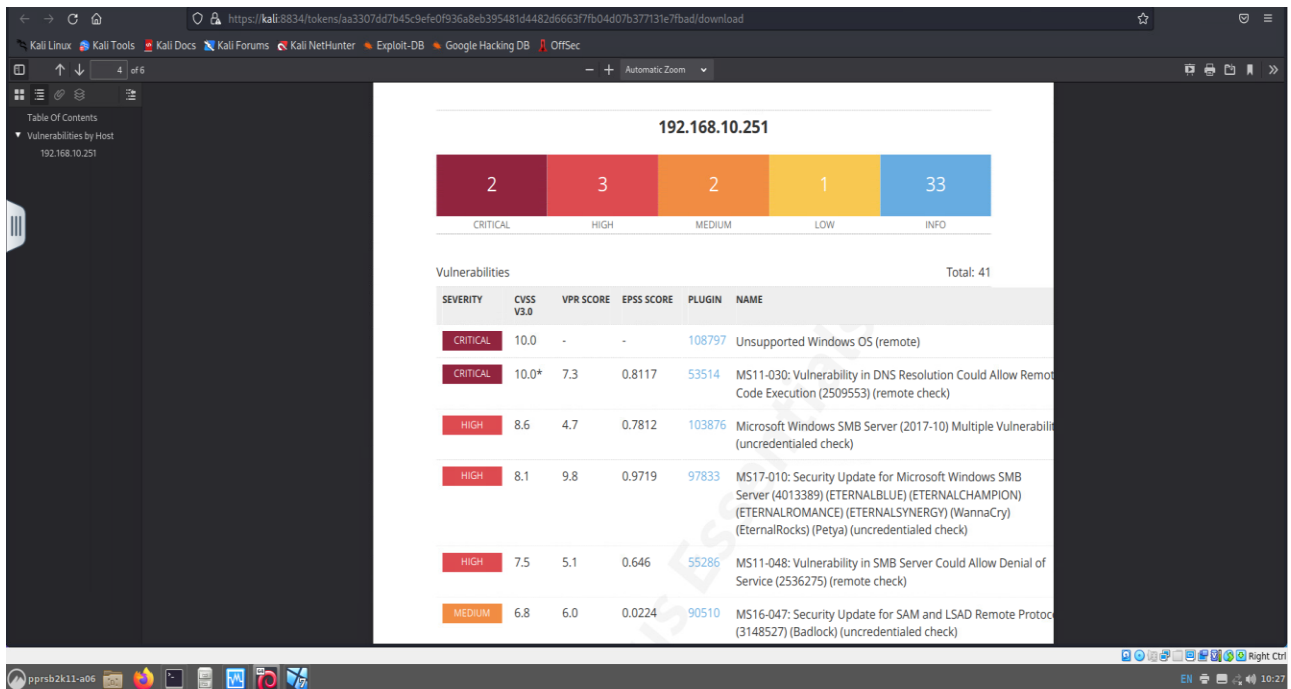 https://kali:8834/tokens/aa3307dd7b45c9efe0f936a8eb395481d4482d6663f7fb04d07b377131e7fbad/download
Kali Linux Kali Tools Kali Docs Kali Forums Kali NetHunter Exploit-DB Google Hacking DB OffSec
4 of 6 Automatic Zoom
Table Of Contents
Vulnerabilities by Host
192.168.10.251
192.168.10.251
2 3 2 1 33
CRITICAL HIGH MEDIUM LOW INFO
Vulnerabilities Total: 41
SEVERITY CVSS V3.0 VPR SCORE EPSS SCORE PLUGIN NAME
CRITICAL 10.0 - - 108797 Unsupported Windows OS (remote)
CRITICAL 10.0* 7.3 0.8117 53514 MS11-030: Vulnerability in DNS Resolution Could Allow Remot
Code Execution (2509553) (remote check)
HIGH 8.6 4.7 0.7812 103876 Microsoft Windows SMB Server (2017-10) Multiple Vulnerabilit
(uncredentialed check)
HIGH 8.1 9.8 0.9719 97833 MS17-010: Security Update for Microsoft Windows SMB
Server (4013389) (ETERNALBLUE) (ETERNALCHAMPION)
(ETERNALROMANCE) (ETERNALSYNERGY) (WannaCry)
(EternalRocks) (Petya) (uncredentialed check)
HIGH 7.5 5.1 0.646 55286 MS11-048: Vulnerability in SMB Server Could Allow Denial of
Service (2536275) (remote check)
MEDIUM 6.8 6.0 0.0224 90510 MS16-047: Security Update for SAM and LSAD Remote Protoc
(3148527) (Badlock) (uncredentialed check)
us Essentials
Right Ctrl
pprsb2k11-a06 EN 10:27